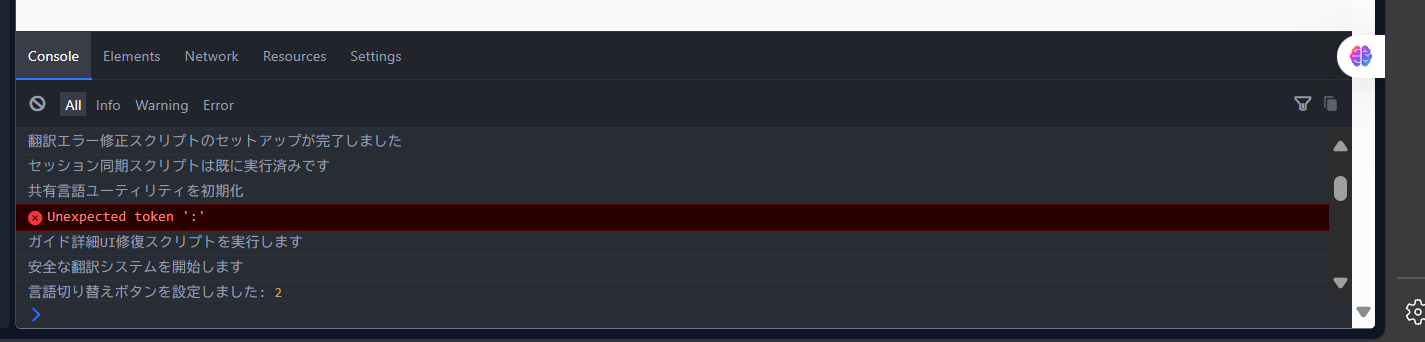 Console Elements Network Resources Settings
All Info Warning Error
翻訳エラー修正スクリプトのセットアップが完了しました
セッション同期スクリプトは既に実行済みです
共有言語ユーティリティを初期化
Unexpected token ':'
ガイド詳細UI修復スクリプトを実行します
安全な翻訳システムを開始します
言語切り替えボタンを設定しました: 2